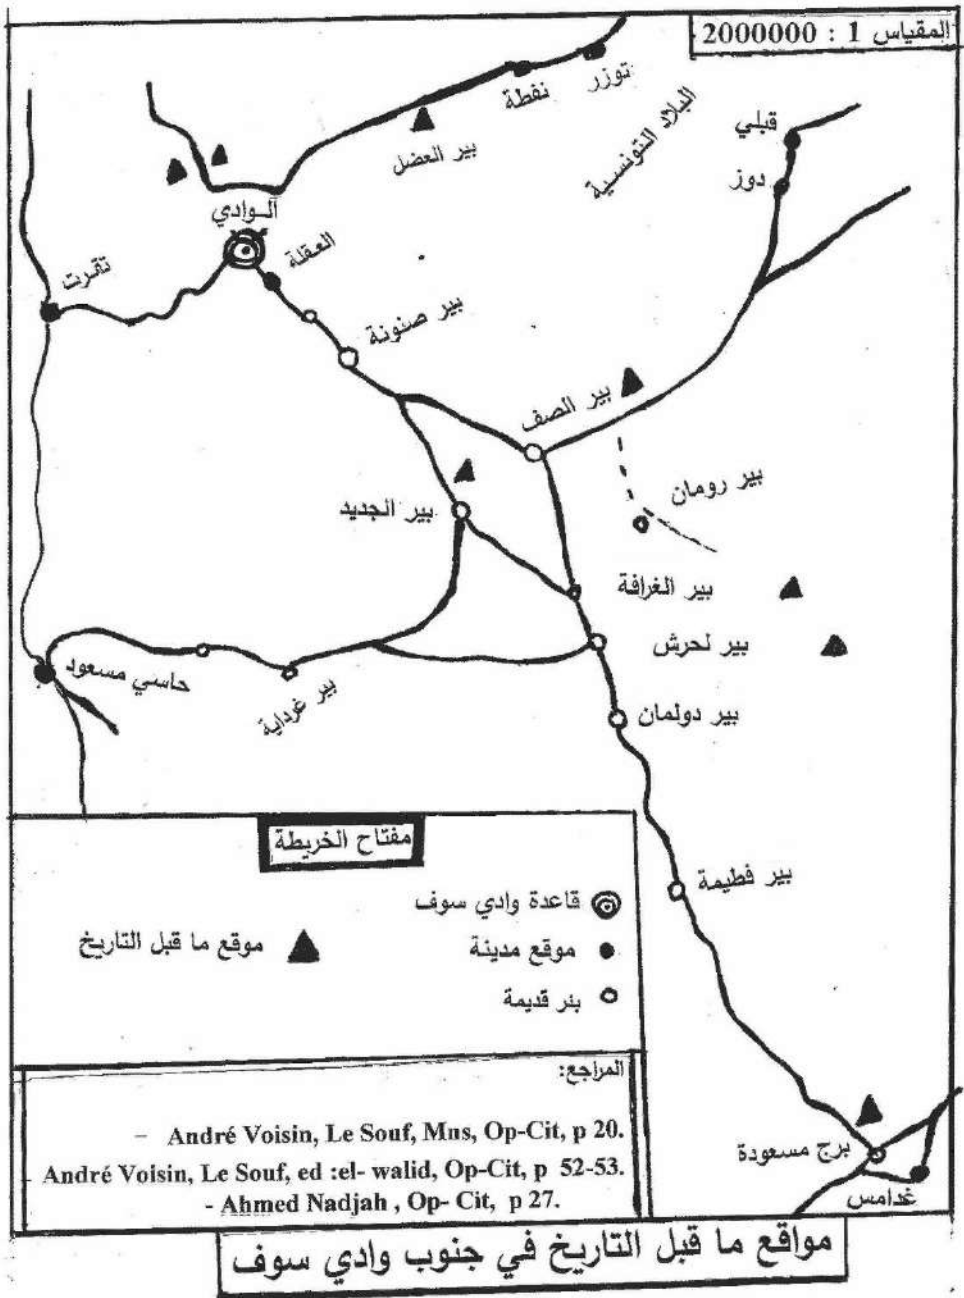 المقياس 1 : 2000000
توزر
نفطة
بير العضل
البلاد التونسية
قبلي
دوز
الوادي
العقلة
تقرت
بير صنونة
بير الصف
بير رومان
بير الجديد
بير الغرافة
بير لحرش
حاسي مسعود
بير غرداية
بير دولمان
بير فطيمة
برج مسعودة
غدامس
مفتاح الخريطة
قاعدة وادي سوف
موقع مدينة
بئر قديمة
موقع ما قبل التاريخ
المراجع:
– André Voisin, Le Souf, Mns, Op-Cit, p 20.
- André Voisin, Le Souf, ed :el- walid, Op-Cit, p 52-53.
- Ahmed Nadjah , Op- Cit, p 27.
مواقع ما قبل التاريخ في جنوب وادي سوف